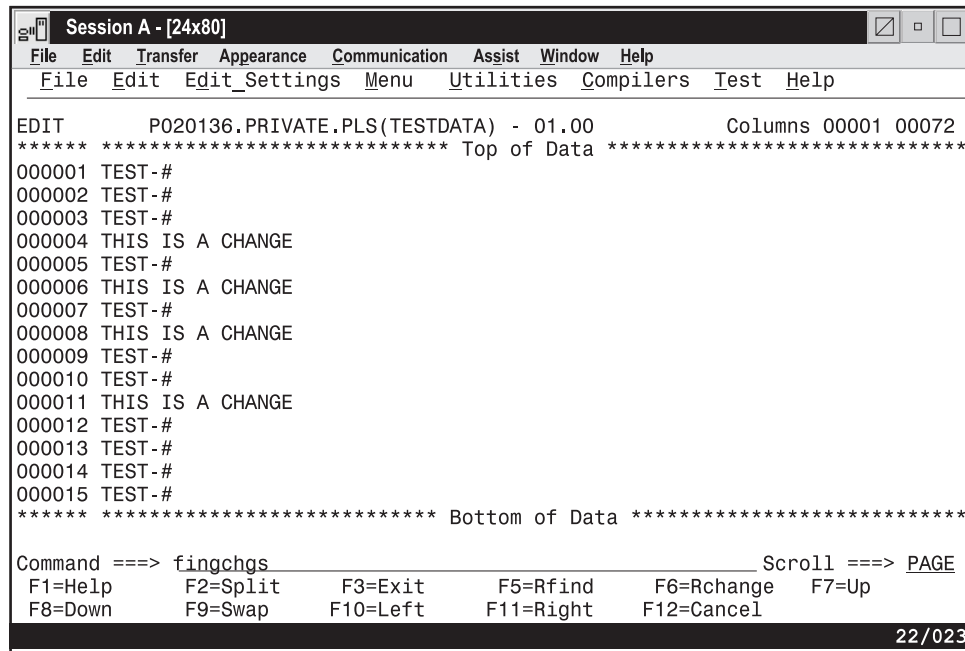 Session A - [24x80]
File Edit Transfer Appearance Communication Assist Window Help
File Edit Edit_Settings Menu Utilities Compilers Test Help
EDIT P020136.PRIVATE.PLS(TESTDATA) - 01.00 Columns 00001 00072
****** ***************************** Top of Data ******************************
000001 TEST-#
000002 TEST-#
000003 TEST-#
000004 THIS IS A CHANGE
000005 TEST-#
000006 THIS IS A CHANGE
000007 TEST-#
000008 THIS IS A CHANGE
000009 TEST-#
000010 TEST-#
000011 THIS IS A CHANGE
000012 TEST-#
000013 TEST-#
000014 TEST-#
000015 TEST-#
****** **************************** Bottom of Data ****************************
Command ===> fingchgs Scroll ===> PAGE
F1=Help F2=Split F3=Exit F5=Rfind F6=Rchange F7=Up
F8=Down F9=Swap F10=Left F11=Right F12=Cancel
22/023